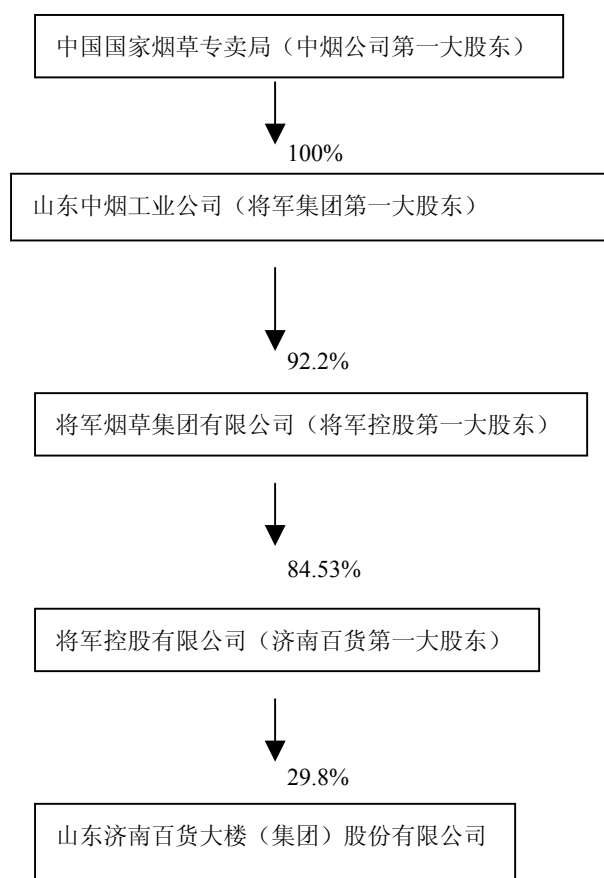 中国国家烟草专卖局（中烟公司第一大股东）
100%
山东中烟工业公司（将军集团第一大股东）
92.2%
将军烟草集团有限公司（将军控股第一大股东）
84.53%
将军控股有限公司（济南百货第一大股东）
29.8%
山东济南百货大楼（集团）股份有限公司